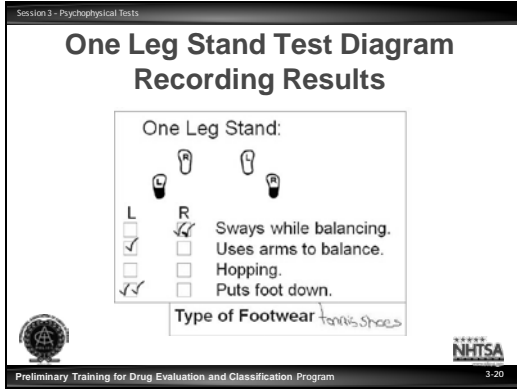 Session 3 - Psychophysical Tests
One Leg Stand Test Diagram
Recording Results
One Leg Stand:
R L
L R
L R
Sways while balancing.
Uses arms to balance.
Hopping.
Puts foot down.
Type of Footwear tennis shoes
NHTSA
Preliminary Training for Drug Evaluation and Classification Program 3-20